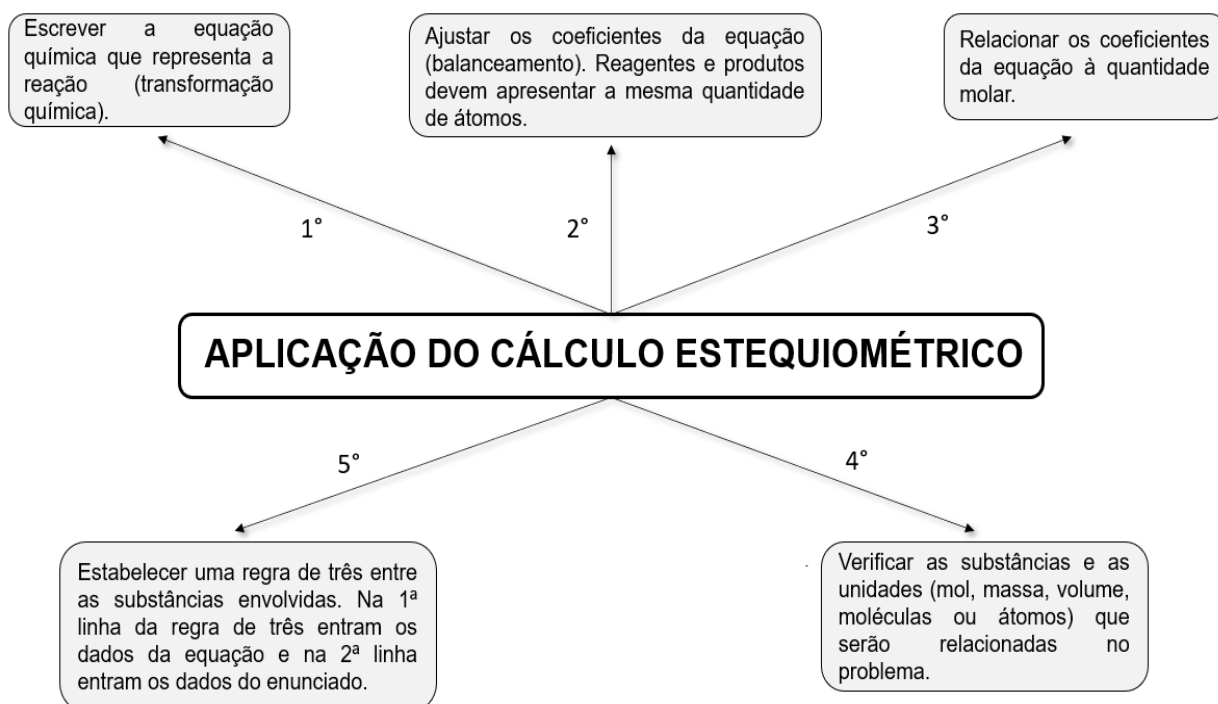 Escrever a equação
química que representa a
reação (transformação
química).
Ajustar os coeficientes da equação
(balanceamento). Reagentes e produtos
devem apresentar a mesma quantidade
de átomos.
Relacionar os coeficientes
da equação à quantidade
molar.
1°
2°
3°
APLICAÇÃO DO CÁLCULO ESTEQUIOMÉTRICO
5°
4°
Estabelecer uma regra de três entre
as substâncias envolvidas. Na 1ª
linha da regra de três entram os
dados da equação e na 2ª linha
entram os dados do enunciado.
Verificar as substâncias e as
unidades (mol, massa, volume,
moléculas ou átomos) que
serão relacionadas no
problema.